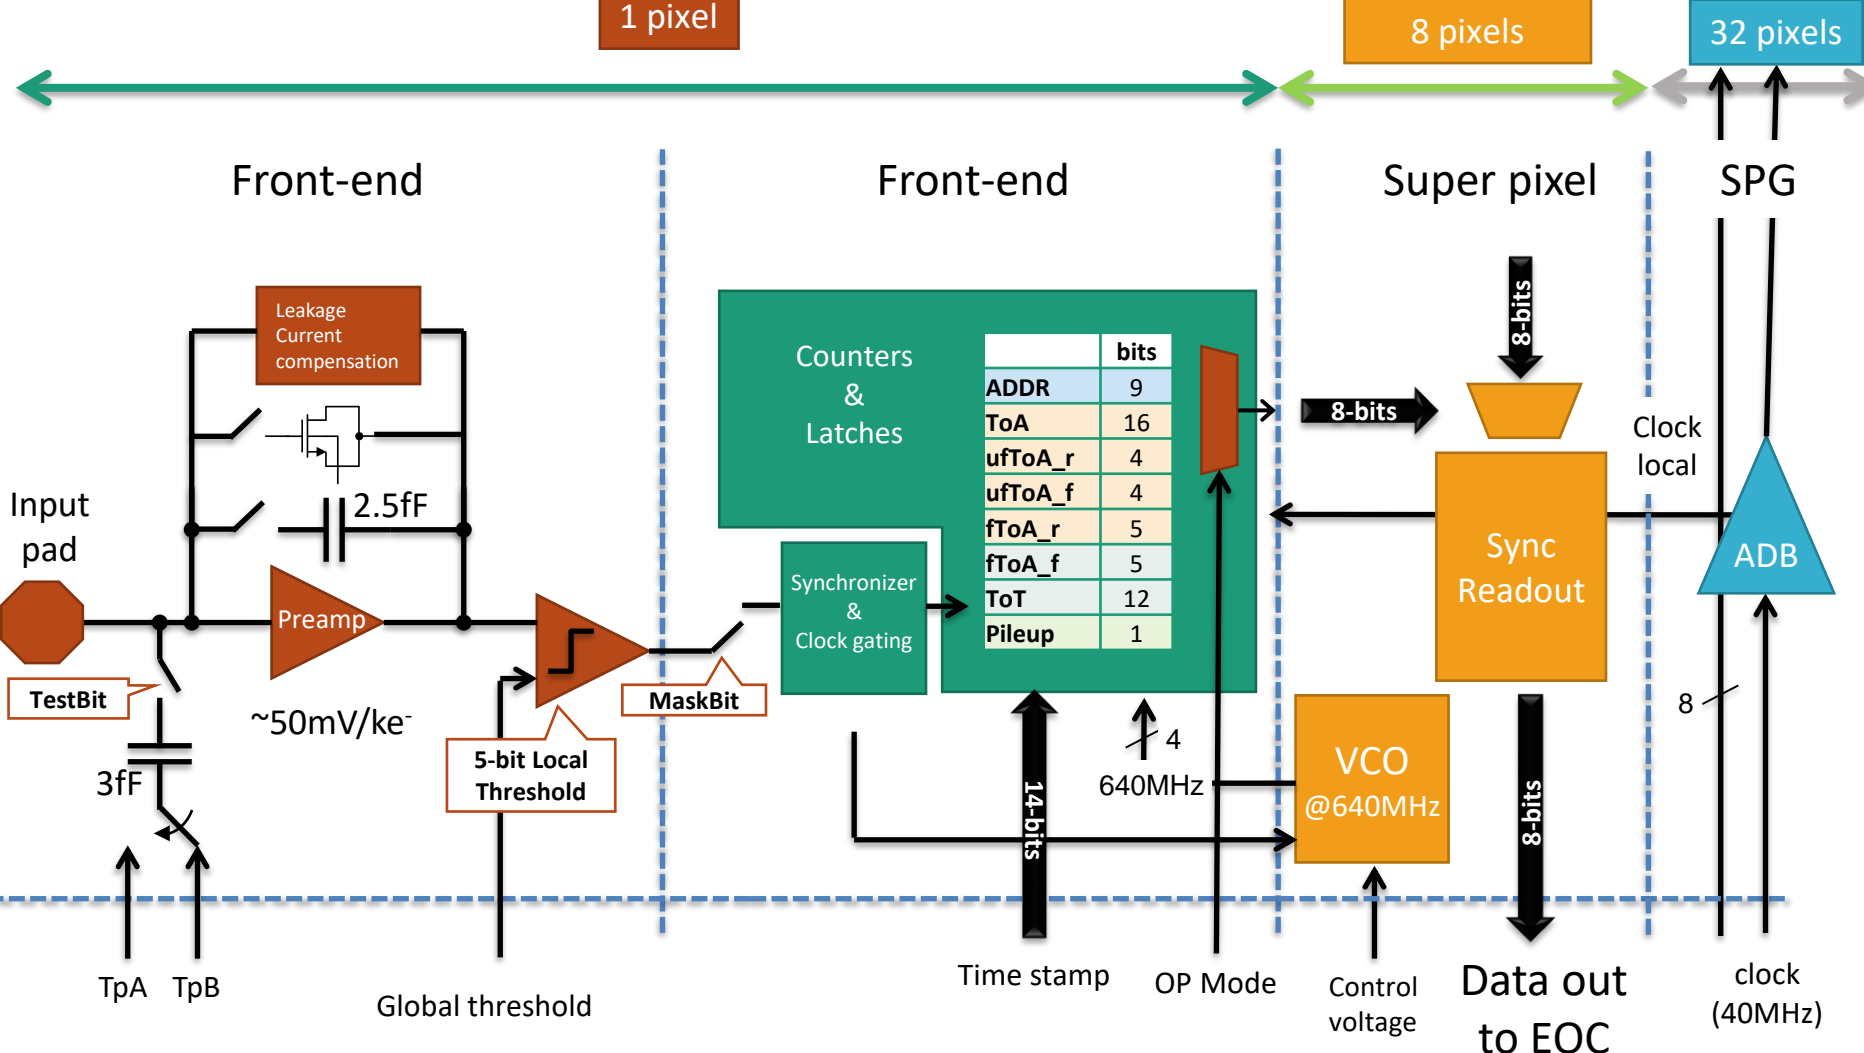 1 pixel
8 pixels
32 pixels
Front-end
Front-end
Super pixel
SPG
Leakage
Current
compensation
2.5fF
Input
pad
Preamp
TestBit
~50mV/ke-
3fF
5-bit Local
Threshold
MaskBit
TpA
TpB
Global threshold
Counters
&
Latches
bits
ADDR 9
ToA 16
ufToA_r 4
ufToA_f 4
fToA_r 5
fToA_f 5
ToT 12
Pileup 1
Synchronizer
&
Clock gating
14-bits
4
640MHz
Time stamp
OP Mode
8-bits
8-bits
Sync
Readout
VCO
@640MHz
8-bits
Control
voltage
Data out
to EOC
Clock
local
ADB
8
clock
(40MHz)